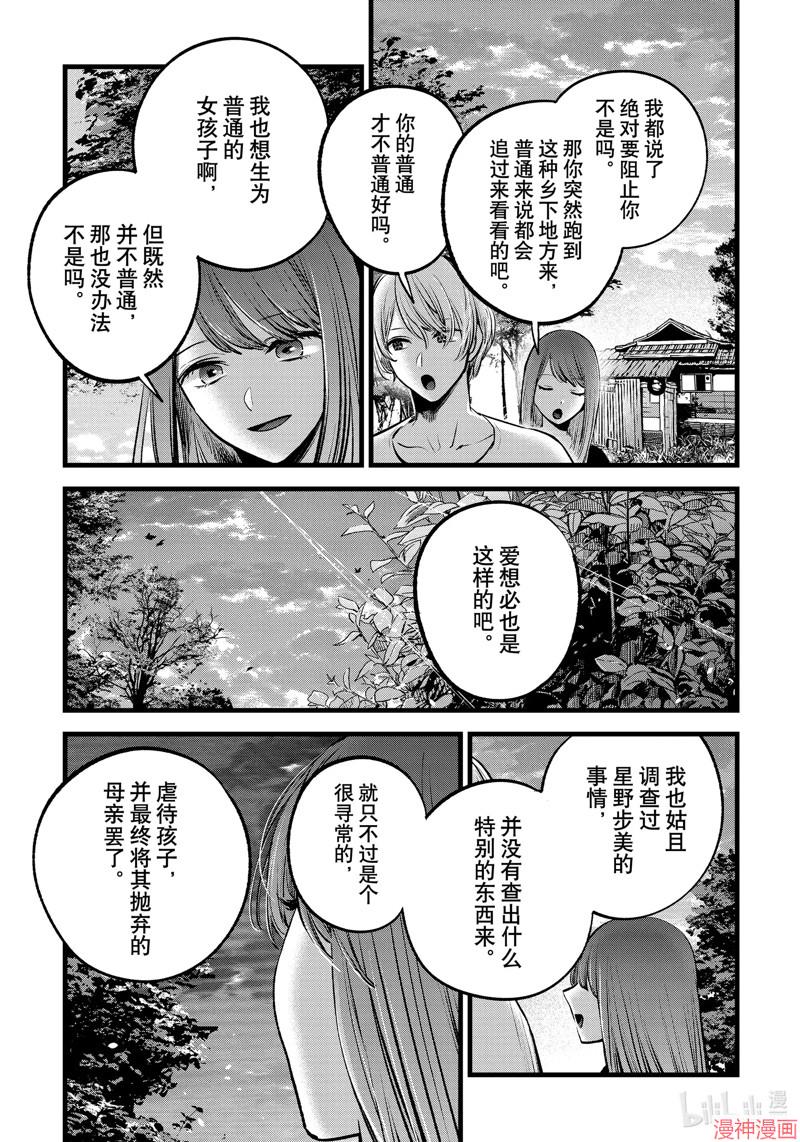 我都说了
绝对要阻止你
不是吗。
那你突然跑到
这种乡下地方来，
普通来说都会
追过来看看的吧。
你的普通
才不普通好吗。
我也想生为
普通的
女孩子啊，
但既然
并不普通，
那也没办法
不是吗。
爱想必也是
这样的吧。
我也姑且
调查过
星野步美的
事情，
并没有查出什么
特别的东西来。
就只不过是个
很寻常的，
虐待孩子，
并最终将其抛弃的
母亲罢了。
bilibili 漫
漫神漫画